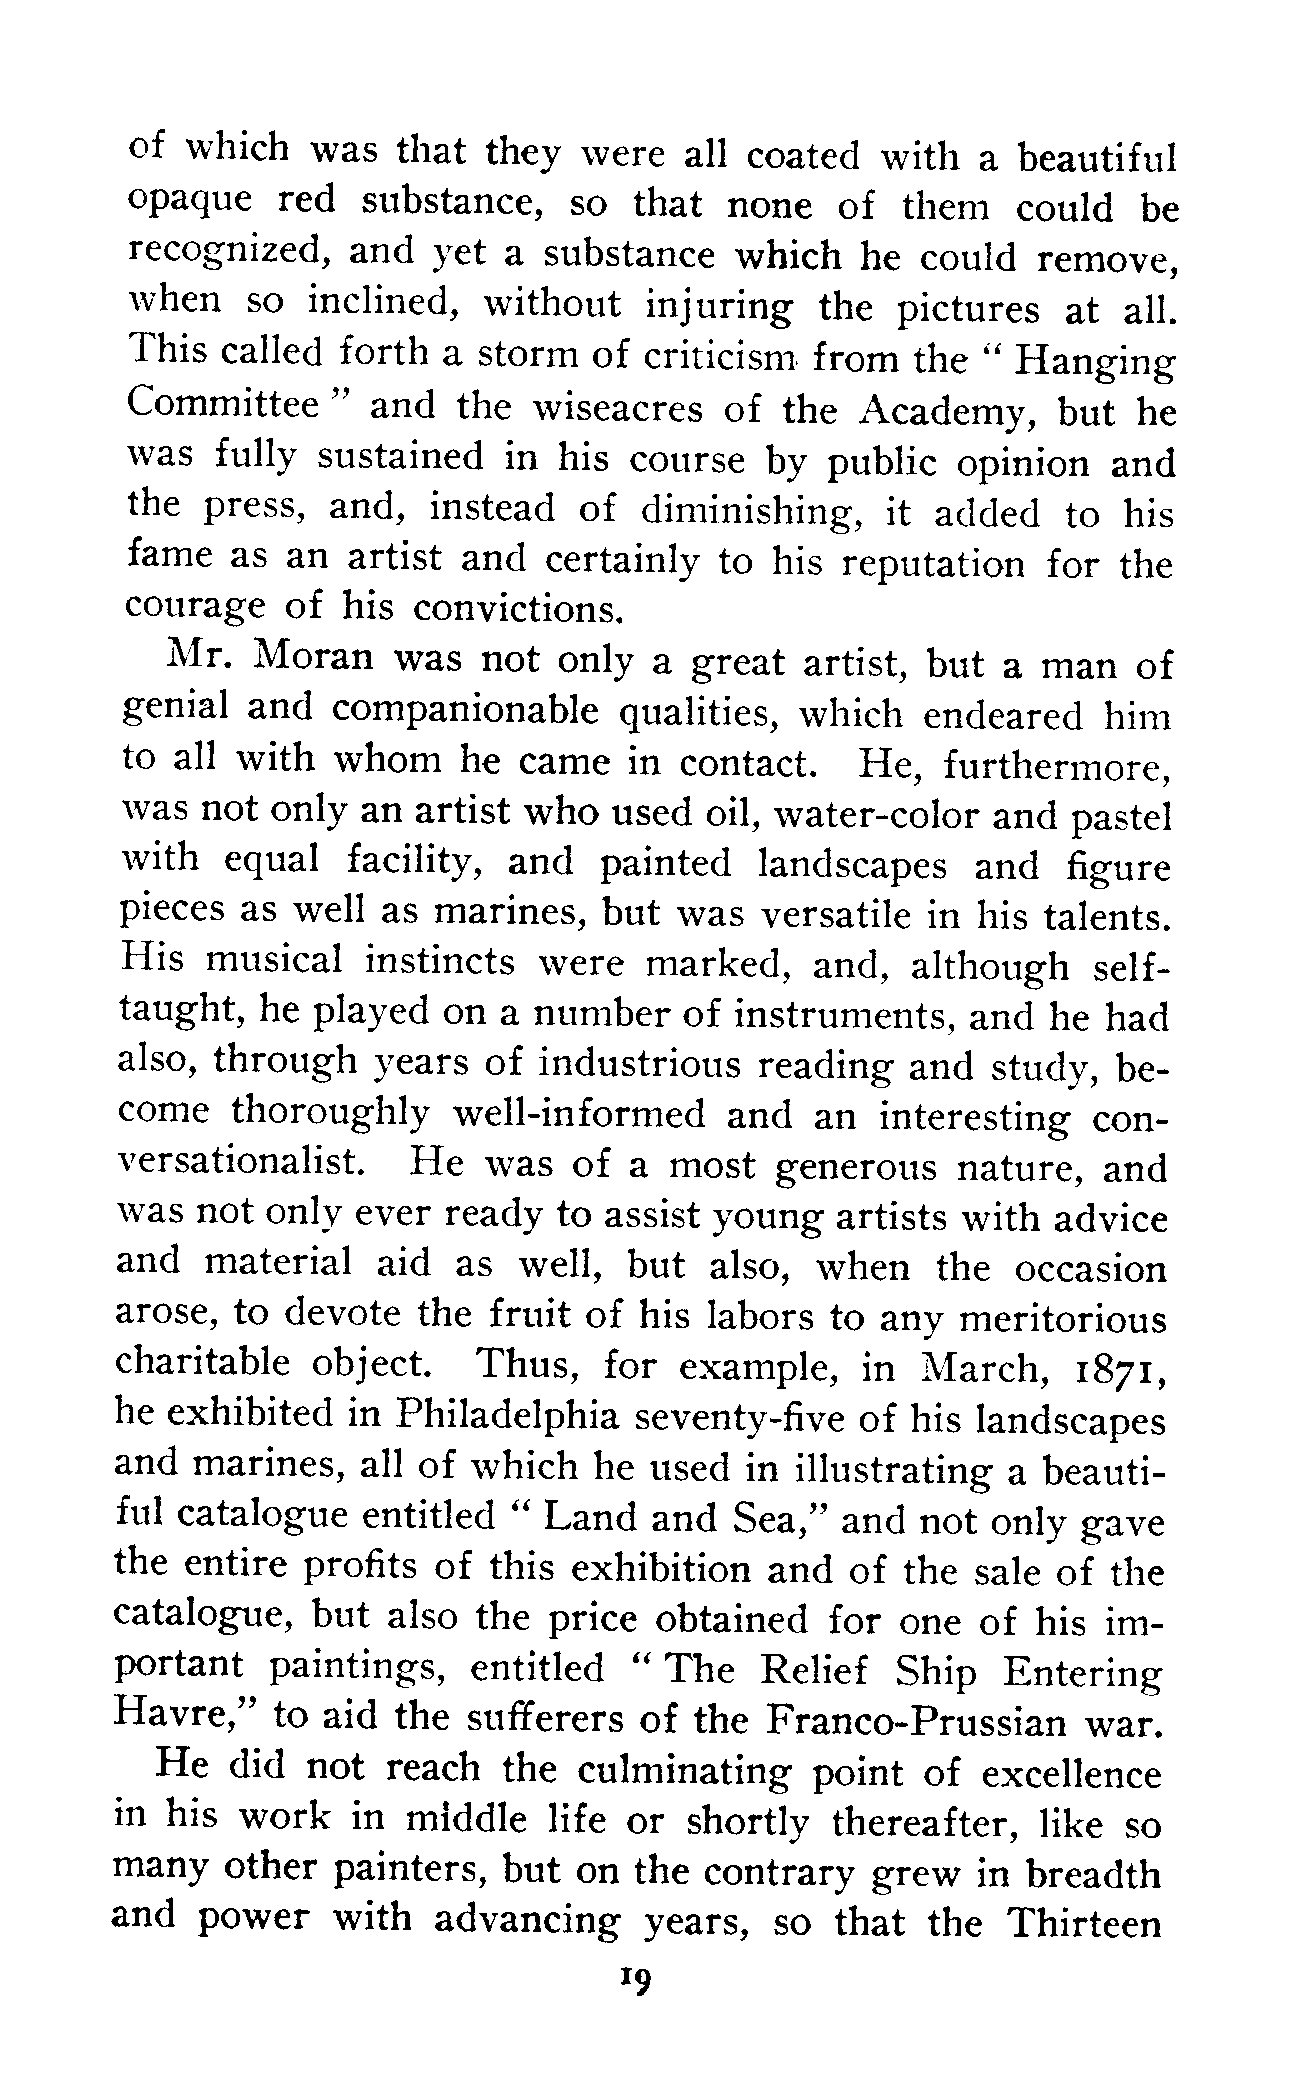 of which was that they were all coated with a beautiful
opaque red substance, so that none of them could be
recognized, and yet a substance which he could remove,
when so inclined, without injuring the pictures at all.
This called forth a storm of criticism from the “ Hanging
Committee ” and the wiseacres of the Academy, but he
was fully sustained in his course by public opinion and
the press, and, instead of diminishing, it added to his
fame as an artist and certainly to his reputation for the
courage of his convictions.
Mr. Moran was not only a great artist, but a man of
genial and companionable qualities, which endeared him
to all with whom he came in contact. He, furthermore,
was not only an artist who used oil, water-color and pastel
with equal facility, and painted landscapes and figure
pieces as well as marines, but was versatile in his talents.
His musical instincts were marked, and, although self-
taught, he played on a number of instruments, and he had
also, through years of industrious reading and study, be-
come thoroughly well-informed and an interesting con-
versationalist. He was of a most generous nature, and
was not only ever ready to assist young artists with advice
and material aid as well, but also, when the occasion
arose, to devote the fruit of his labors to any meritorious
charitable object. Thus, for example, in March, 1871,
he exhibited in Philadelphia seventy-five of his landscapes
and marines, all of which he used in illustrating a beauti-
ful catalogue entitled “ Land and Sea,” and not only gave
the entire profits of this exhibition and of the sale of the
catalogue, but also the price obtained for one of his im-
portant paintings, entitled “ The Relief Ship Entering
Havre,” to aid the sufferers of the Franco-Prussian war.
He did not reach the culminating point of excellence
in his work in middle life or shortly thereafter, like so
many other painters, but on the contrary grew in breadth
and power with advancing years, so that the Thirteen
19